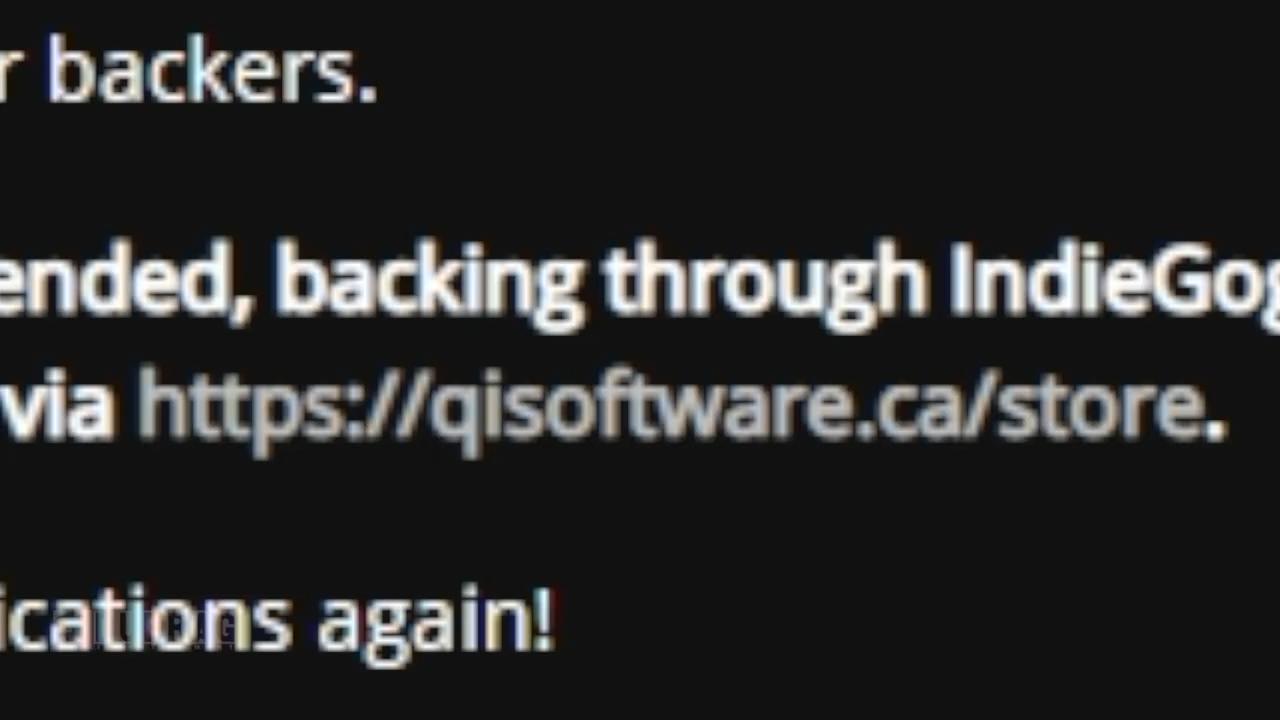 r backers.
ended, backing through IndieGog
via https://qisoftware.ca/store.
ications again!